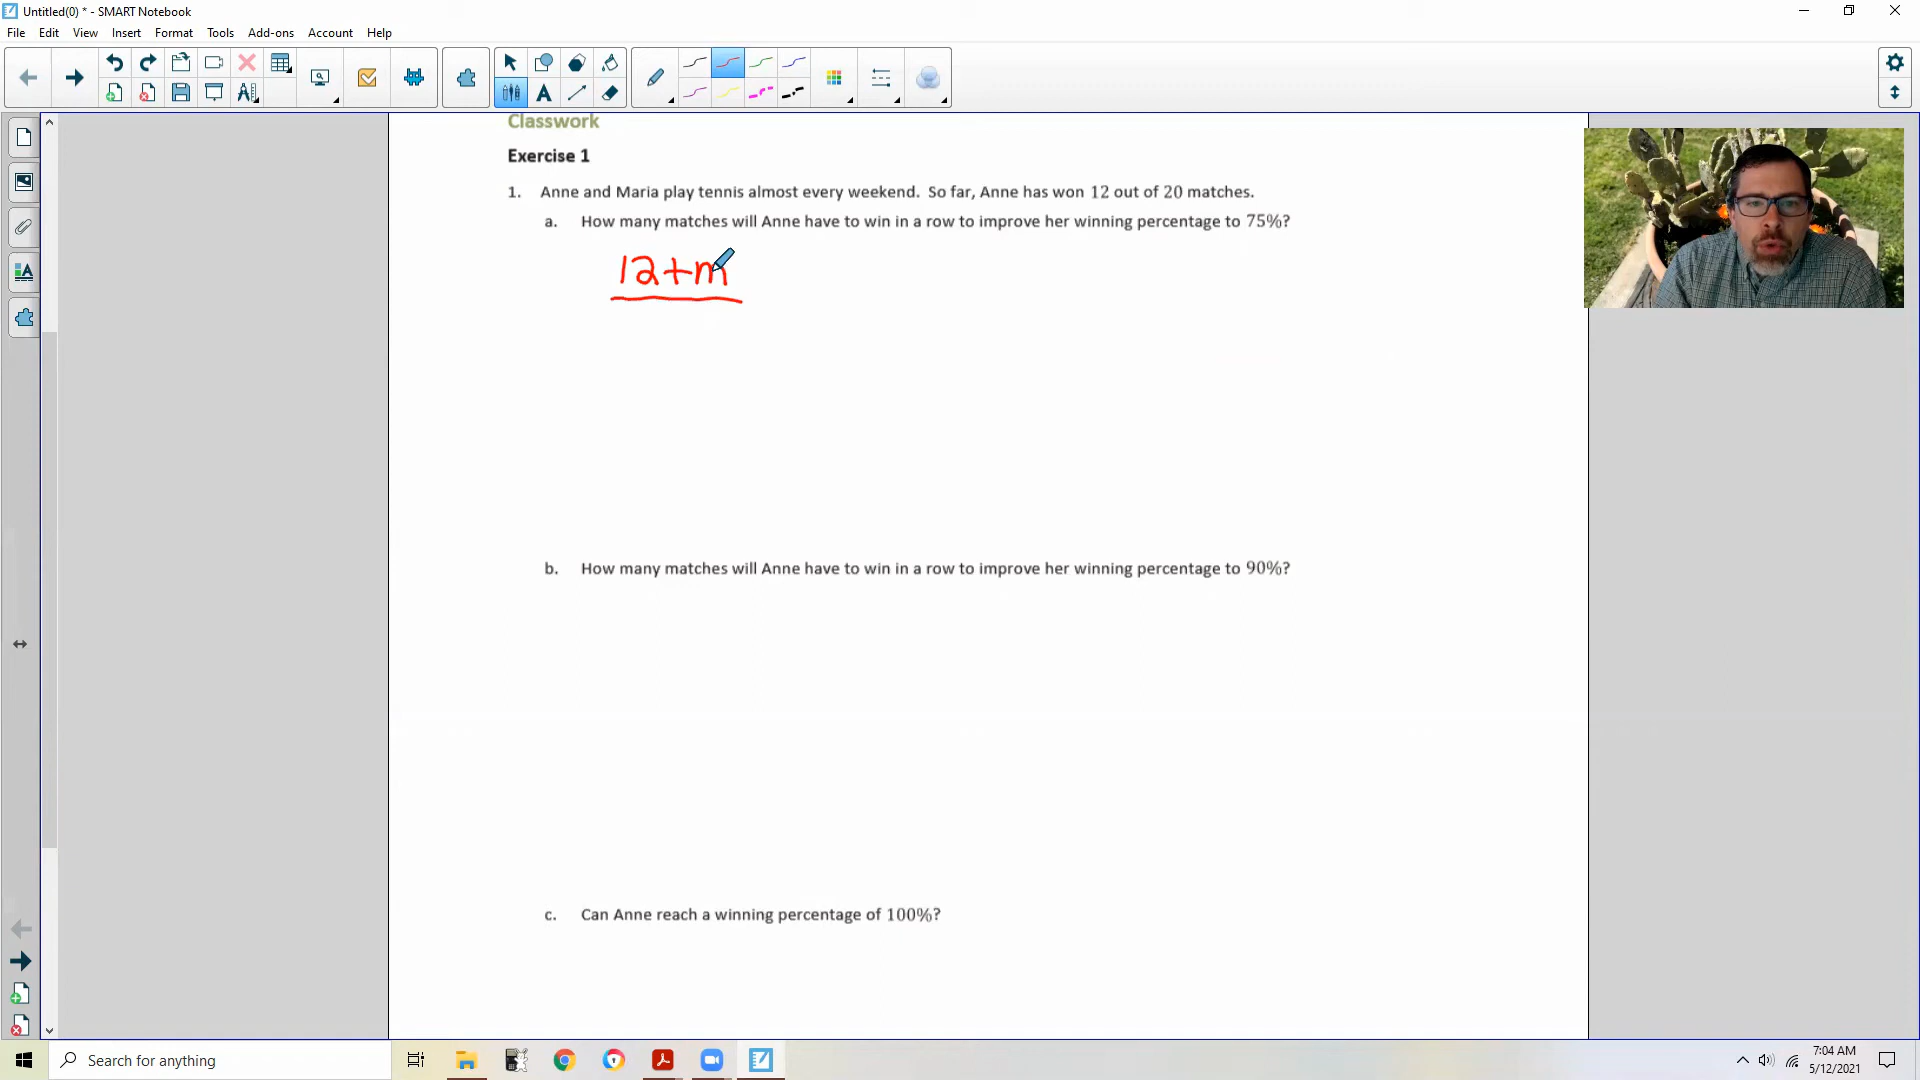 Untitled(0) * - SMART Notebook
File Edit View Insert Format Tools Add-ons Account Help
Classwork
Exercise 1
1. Anne and Maria play tennis almost every weekend. So far, Anne has won 12 out of 20 matches.
a. How many matches will Anne have to win in a row to improve her winning percentage to 75%?
12+m
b. How many matches will Anne have to win in a row to improve her winning percentage to 90%?
c. Can Anne reach a winning percentage of 100%?
Search for anything
7:04 AM
5/12/2021